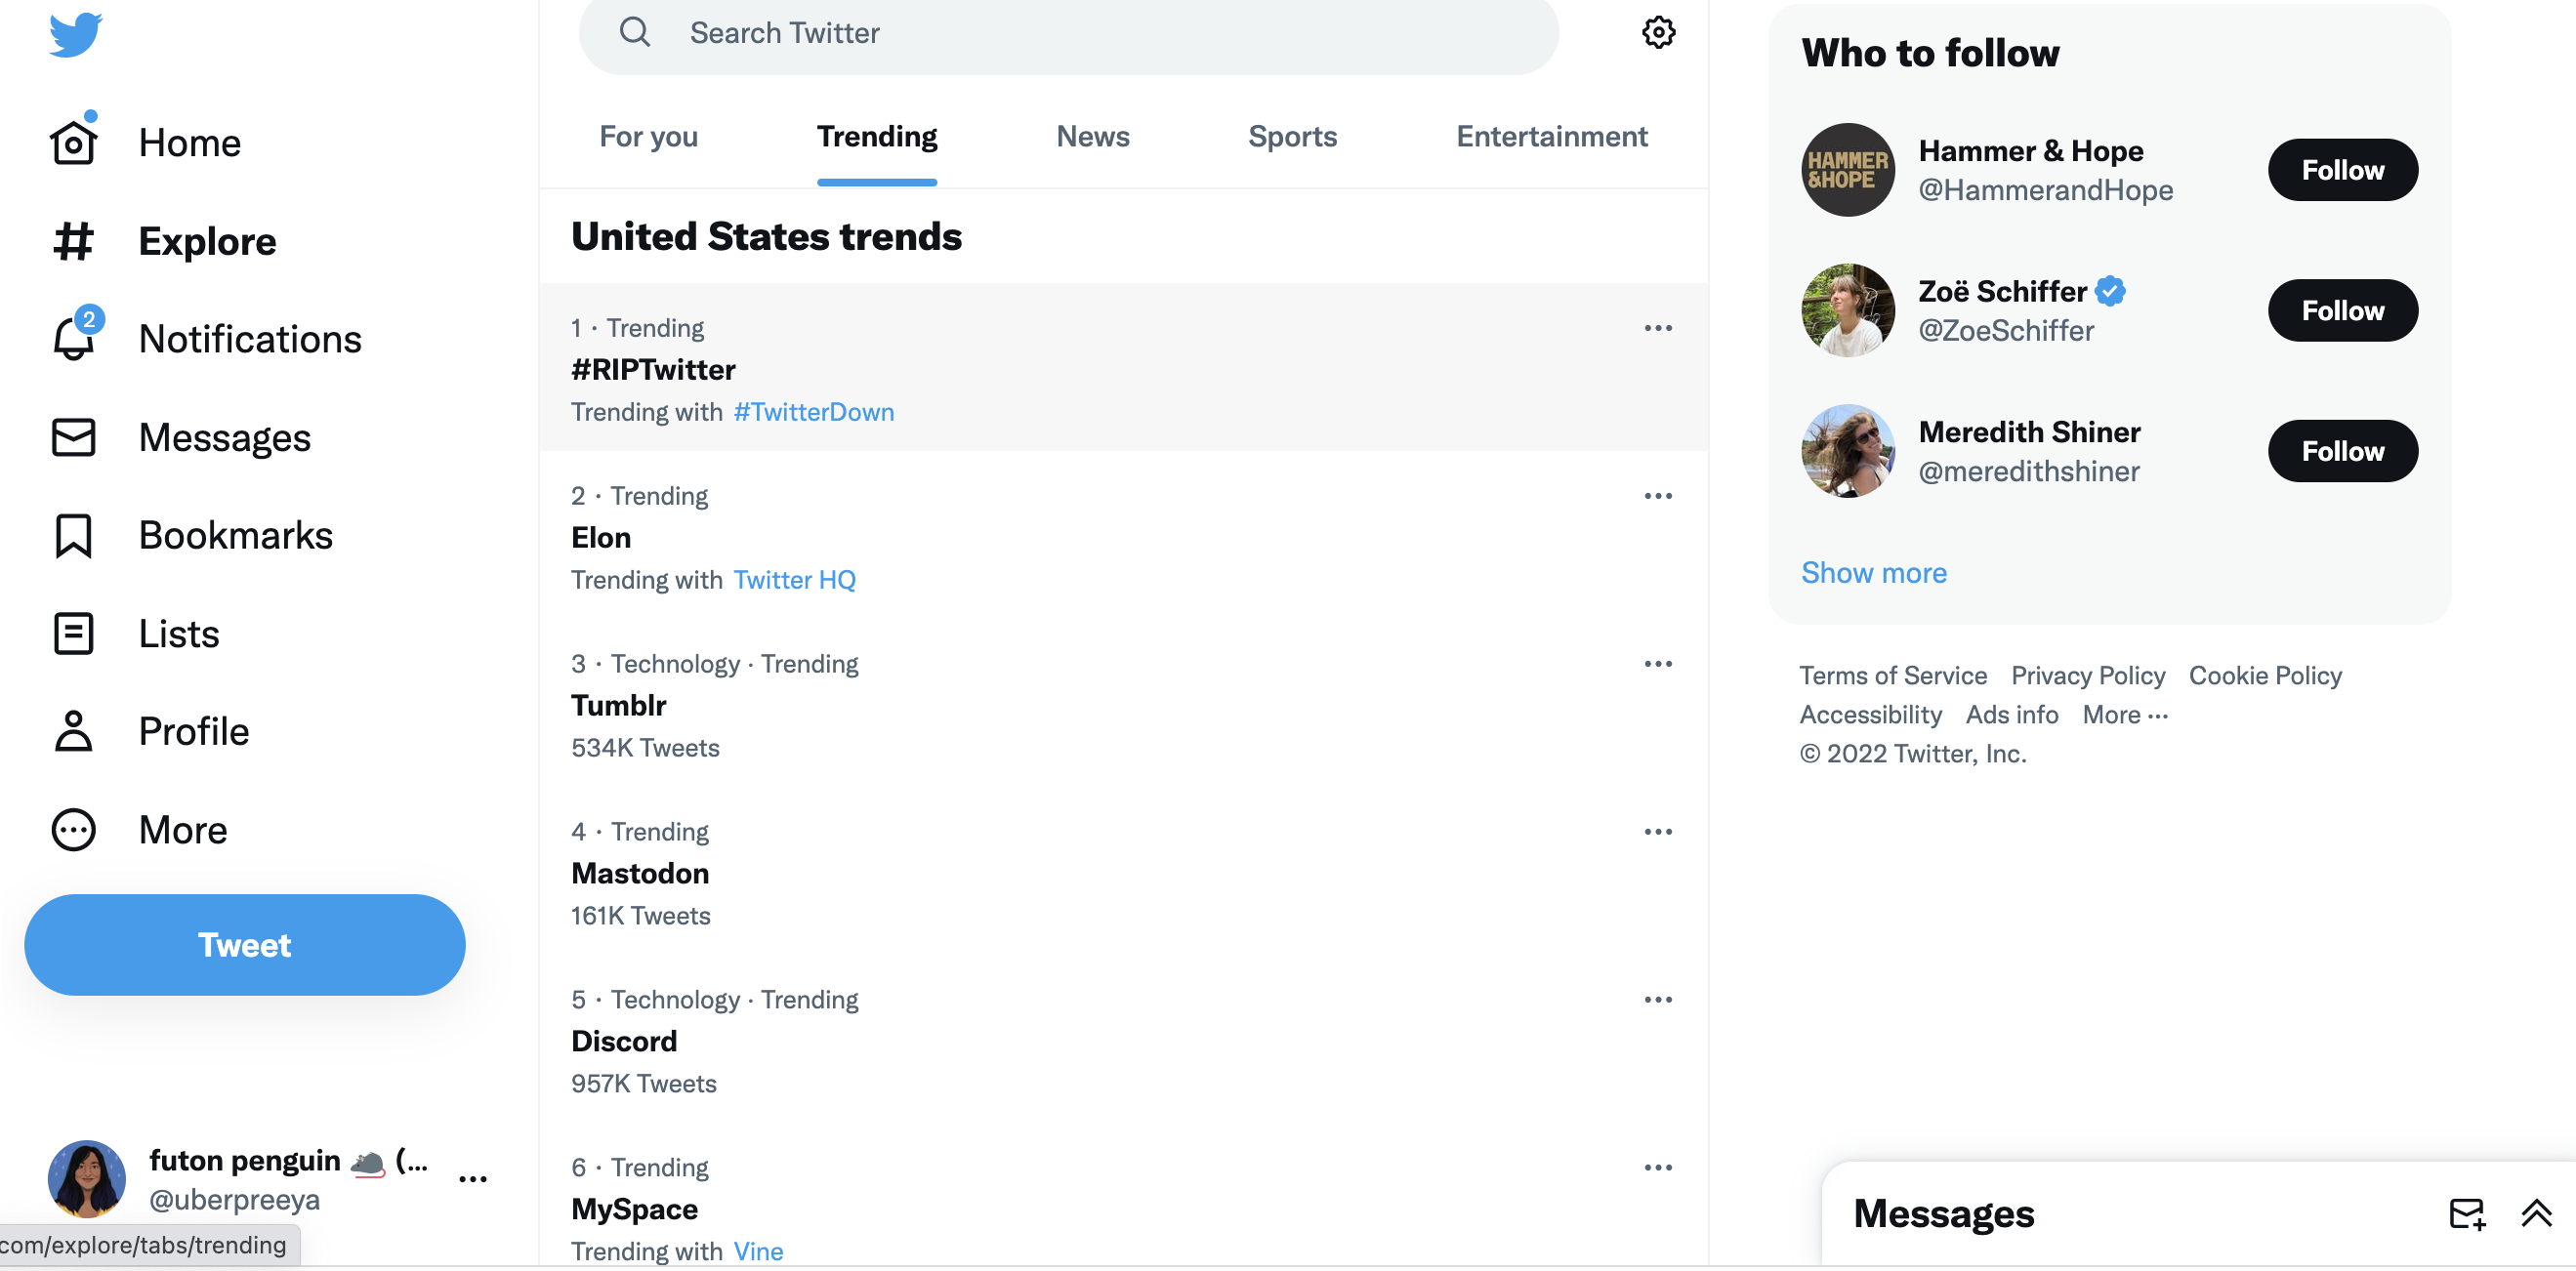 Home
Explore
2
Notifications
Messages
Bookmarks
Lists
Profile
More
Tweet
futon penguin 🐀 (...
@uberpreeya
com/explore/tabs/trending
Search Twitter
For you Trending News Sports Entertainment
United States trends
1 · Trending
#RIPTwitter
Trending with #TwitterDown
2 · Trending
Elon
Trending with Twitter HQ
3 · Technology · Trending
Tumblr
534K Tweets
4 · Trending
Mastodon
161K Tweets
5 · Technology · Trending
Discord
957K Tweets
6 · Trending
MySpace
Trending with Vine
Who to follow
HAMMER
&HOPE
Hammer & Hope
@HammerandHope
Follow
Zoë Schiffer
@ZoeSchiffer
Follow
Meredith Shiner
@meredithshiner
Follow
Show more
Terms of Service Privacy Policy Cookie Policy
Accessibility Ads info More ···
© 2022 Twitter, Inc.
Messages